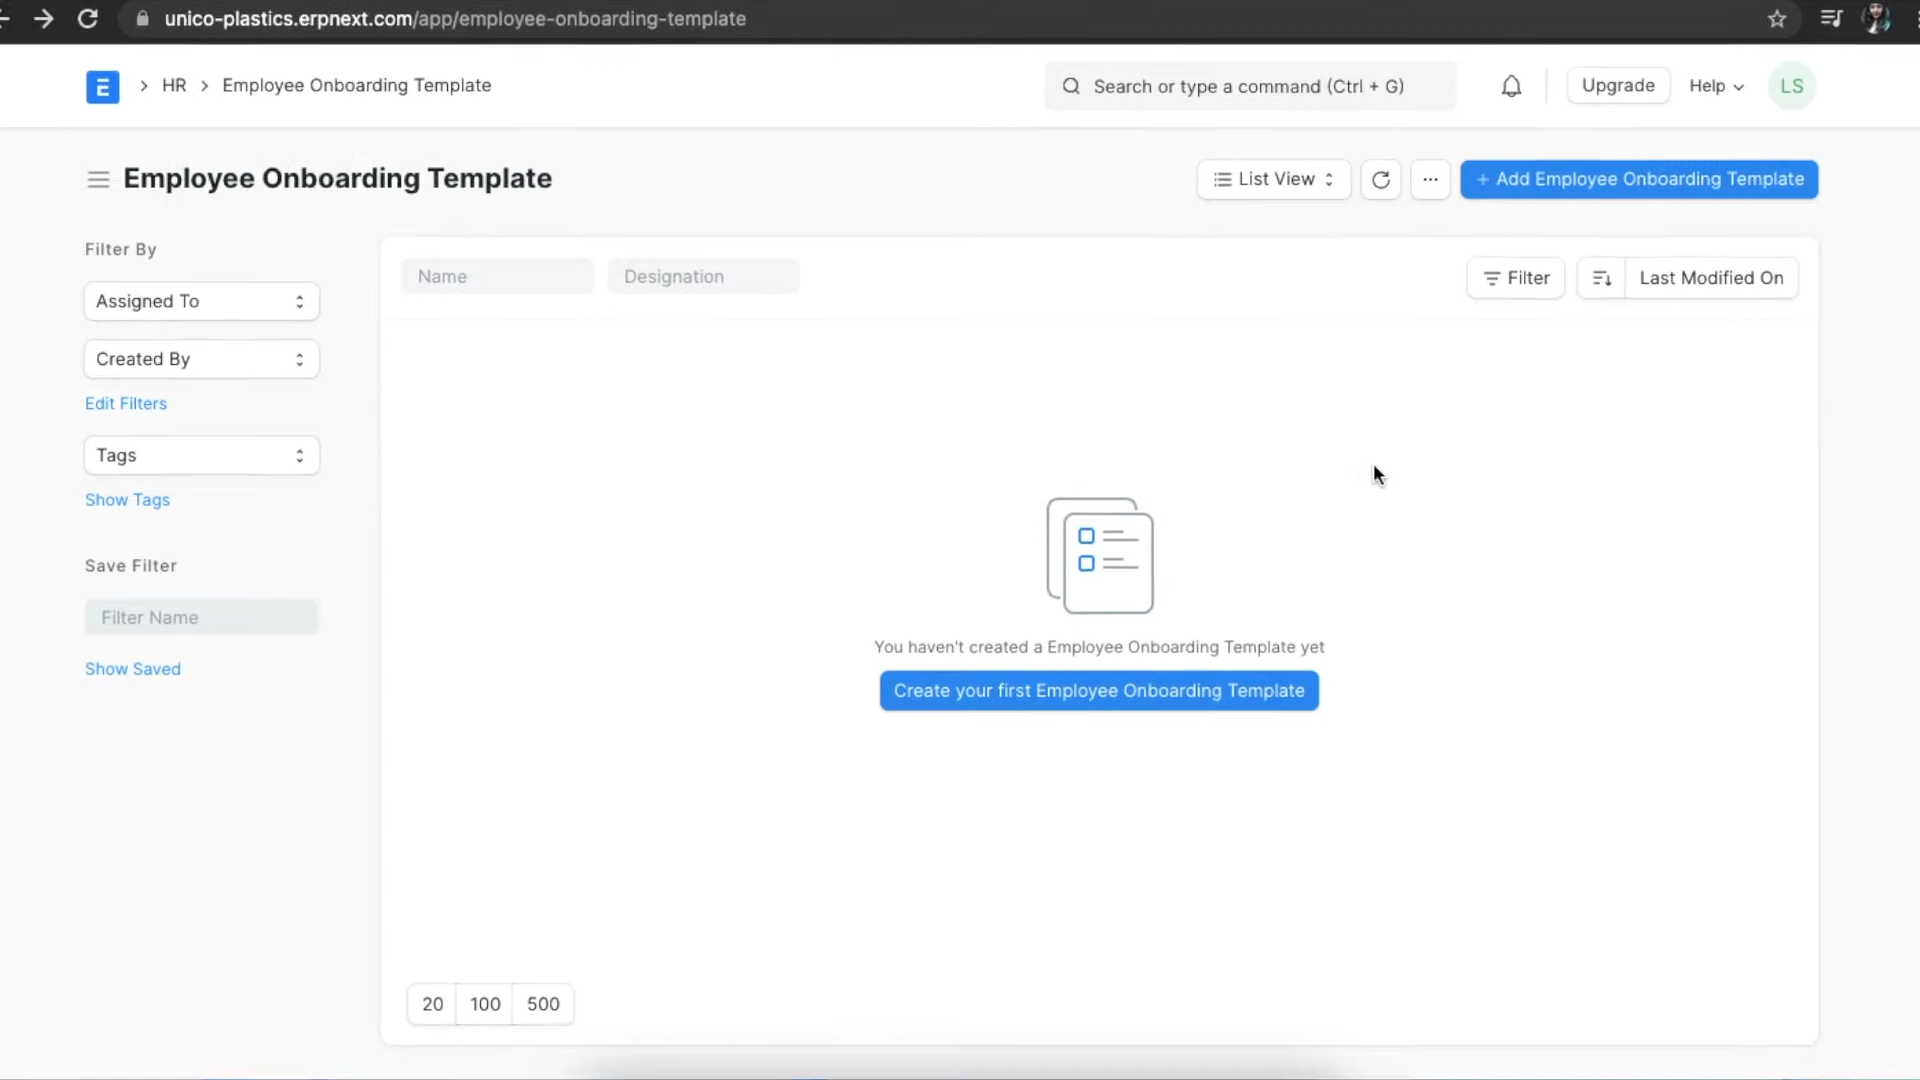 unico-plastics.erpnext.com/app/employee-onboarding-template
E
HR
Employee Onboarding Template
Search or type a command (Ctrl + G)
Upgrade
Help
LS
Employee Onboarding Template
List View
+ Add Employee Onboarding Template
Filter By
Assigned To
Created By
Edit Filters
Tags
Show Tags
Save Filter
Filter Name
Show Saved
Name
Designation
Filter
Last Modified On
You haven't created a Employee Onboarding Template yet
Create your first Employee Onboarding Template
20
100
500